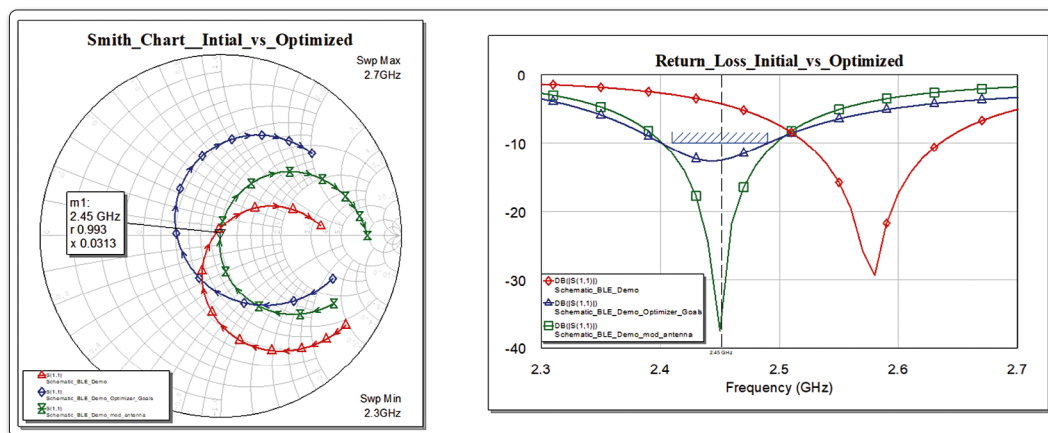 Smith_Chart__Intial_vs_Optimized
Swp Max
2.7GHz
m1:
2.45 GHz
r 0.993
x 0.0313
S(1,1)
Schematic_BLE_Demo
S(1,1)
Schematic_BLE_Demo_Optimizer_Goals
S(1,1)
Schematic_BLE_Demo_mod_antenna
Swp Min
2.3GHz
Return_Loss_Initial_vs_Optimized
0
-10
-20
-30
-40
DB(|S(1,1)|)
Schematic_BLE_Demo
DB(|S(1,1)|)
Schematic_BLE_Demo_Optimizer_Goals
DB(|S(1,1)|)
Schematic_BLE_Demo_mod_antenna
2.45 GHz
2.3
2.4
2.5
2.6
2.7
Frequency (GHz)